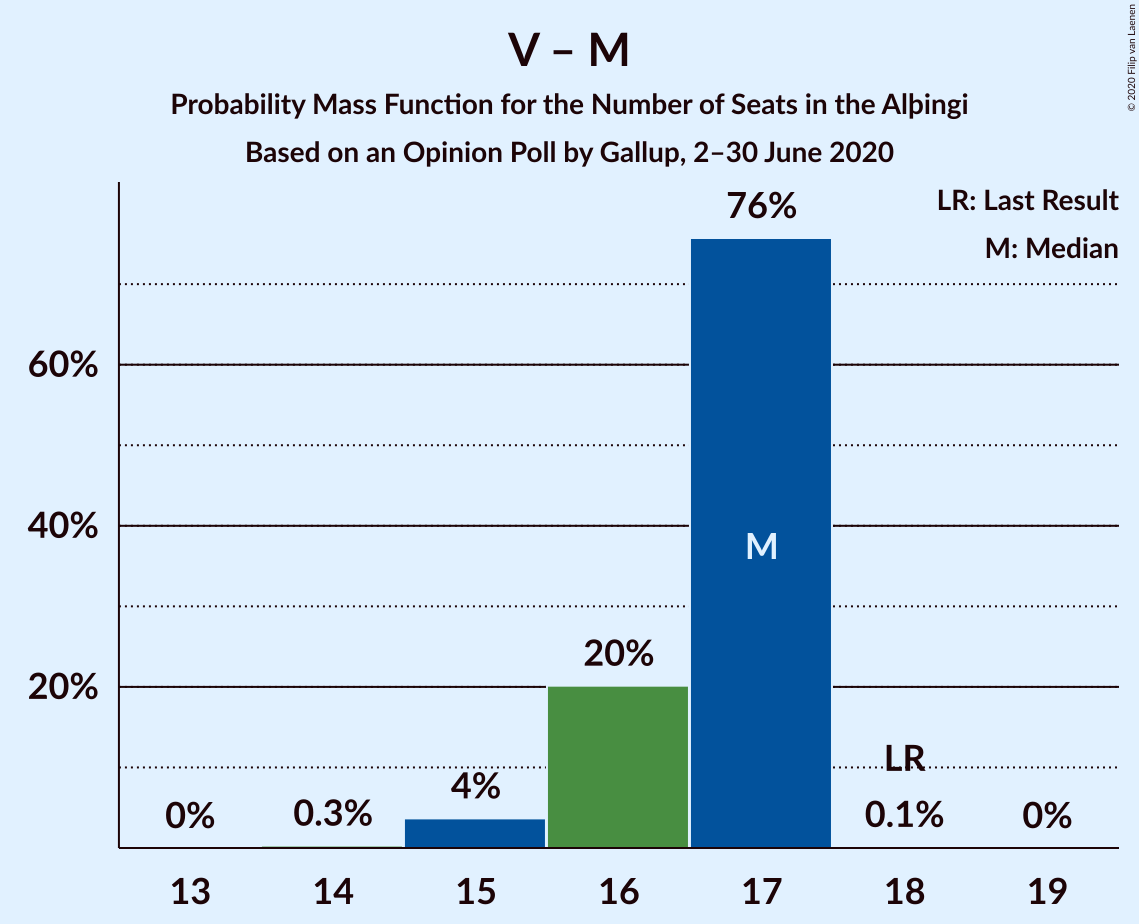 V – M
Probability Mass Function for the Number of Seats in the Alþingi
Based on an Opinion Poll by Gallup, 2–30 June 2020
© 2020 Filip van Laenen
LR: Last Result
M: Median
76%
60%
40%
M
20%
20%
LR
4%
0%
0.3%
0.1%
0%
13 14 15 16 17 18 19